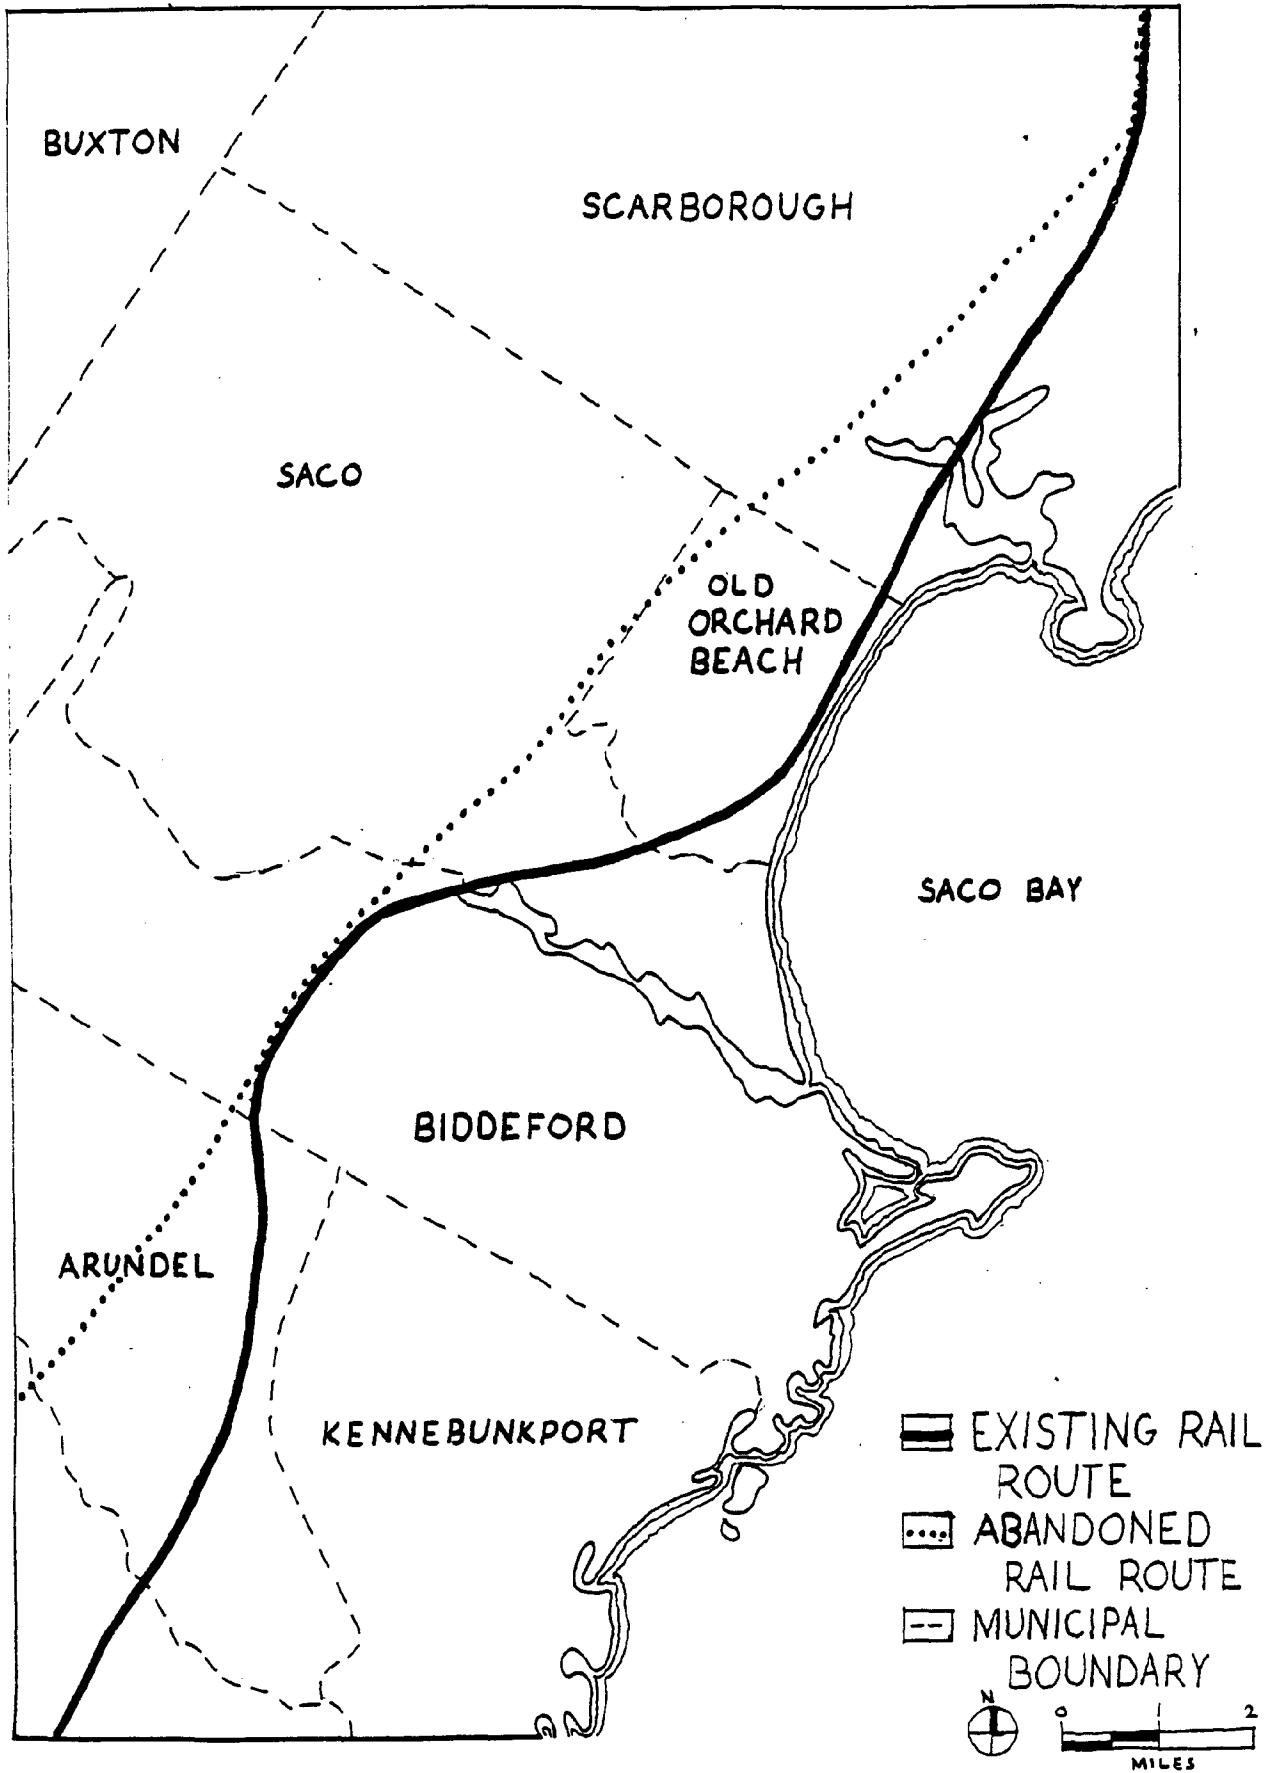 BUXTON
SCARBOROUGH
SACO
OLD
ORCHARD
BEACH
SACO BAY
BIDDEFORD
ARUNDEL
KENNEBUNKPORT
EXISTING RAIL
ROUTE
ABANDONED
RAIL ROUTE
MUNICIPAL
BOUNDARY
N
0 2
MILES